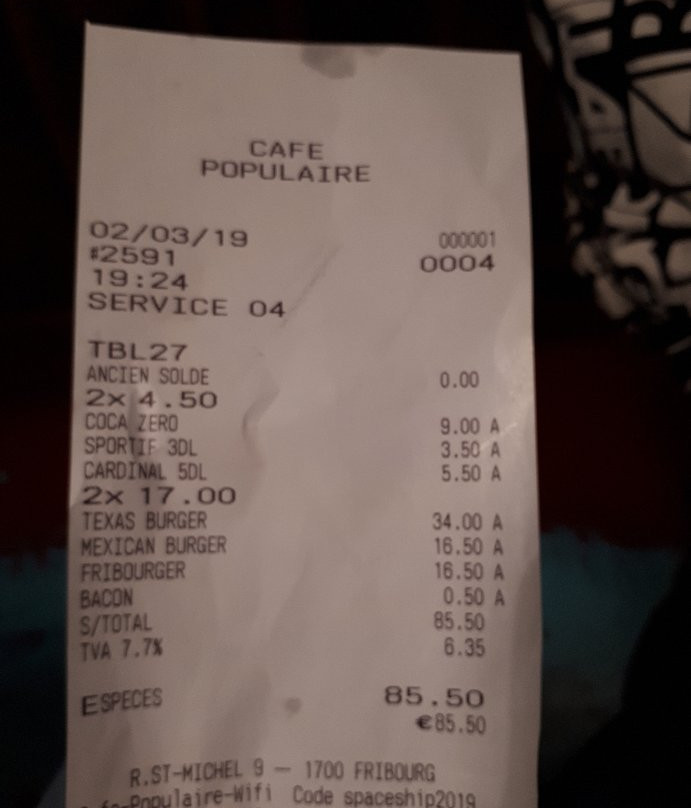 CAFE
POPULAIRE
02/03/19 000001
#2591 0004
19:24
SERVICE 04
TBL27
ANCIEN SOLDE 0.00
2x 4.50
COCA ZERO 9.00 A
SPORTIF 3DL 3.50 A
CARDINAL 5DL 5.50 A
2x 17.00
TEXAS BURGER 34.00 A
MEXICAN BURGER 16.50 A
FRIBOURGER 16.50 A
BACON 0.50 A
S/TOTAL 85.50
TVA 7.7% 6.35
ESPECES 85.50
€85.50
R.ST-MICHEL 9 — 1700 FRIBOURG
-Populaire-Wifi Code spaceship2019